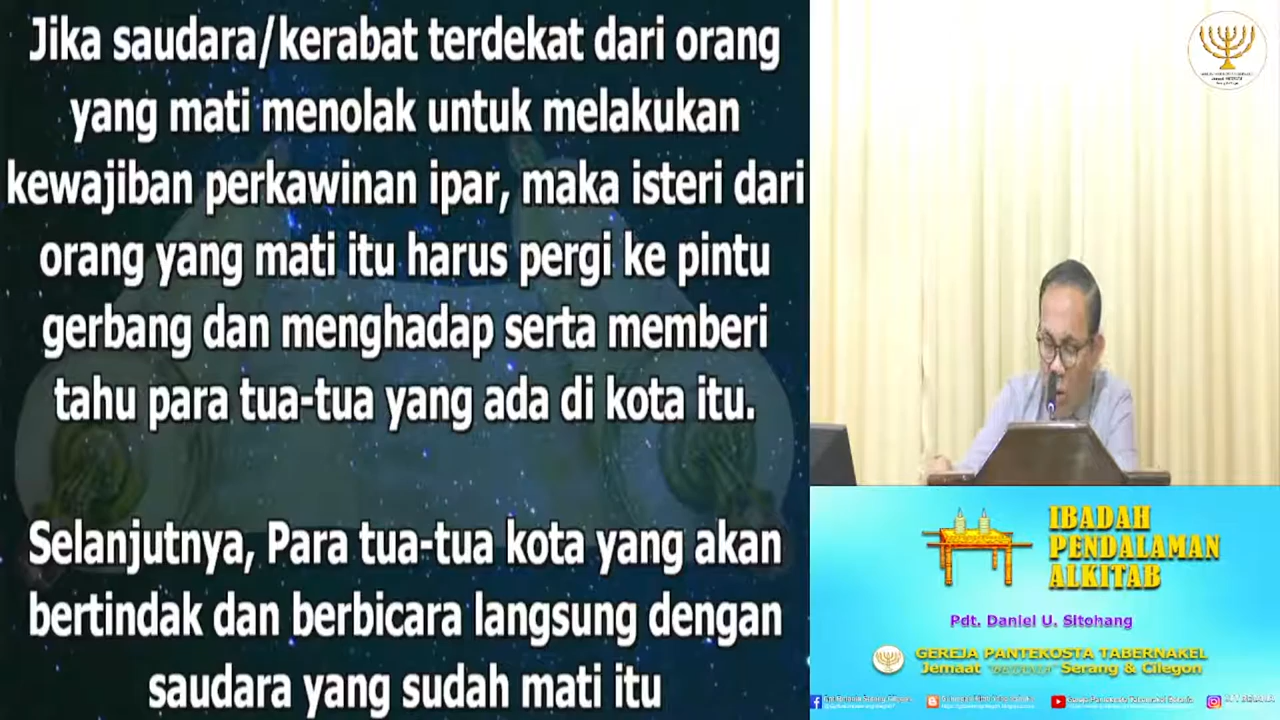 Jika saudara/kerabat terdekat dari orang
yang mati menolak untuk melakukan
kewajiban perkawinan ipar, maka isteri dari
orang yang mati itu harus pergi ke pintu
gerbang dan menghadap serta memberi
tahu para tua-tua yang ada di kota itu.
Selanjutnya, Para tua-tua kota yang akan
bertindak dan berbicara langsung dengan
saudara yang sudah mati itu
IBADAH
PENDALAMAN
ALKITAB
Pdt. Daniel U. Sitohang
GEREJA PANTEKOSTA TABERNAKEL
Jemaat "BETHANIA" Serang & Cilegon